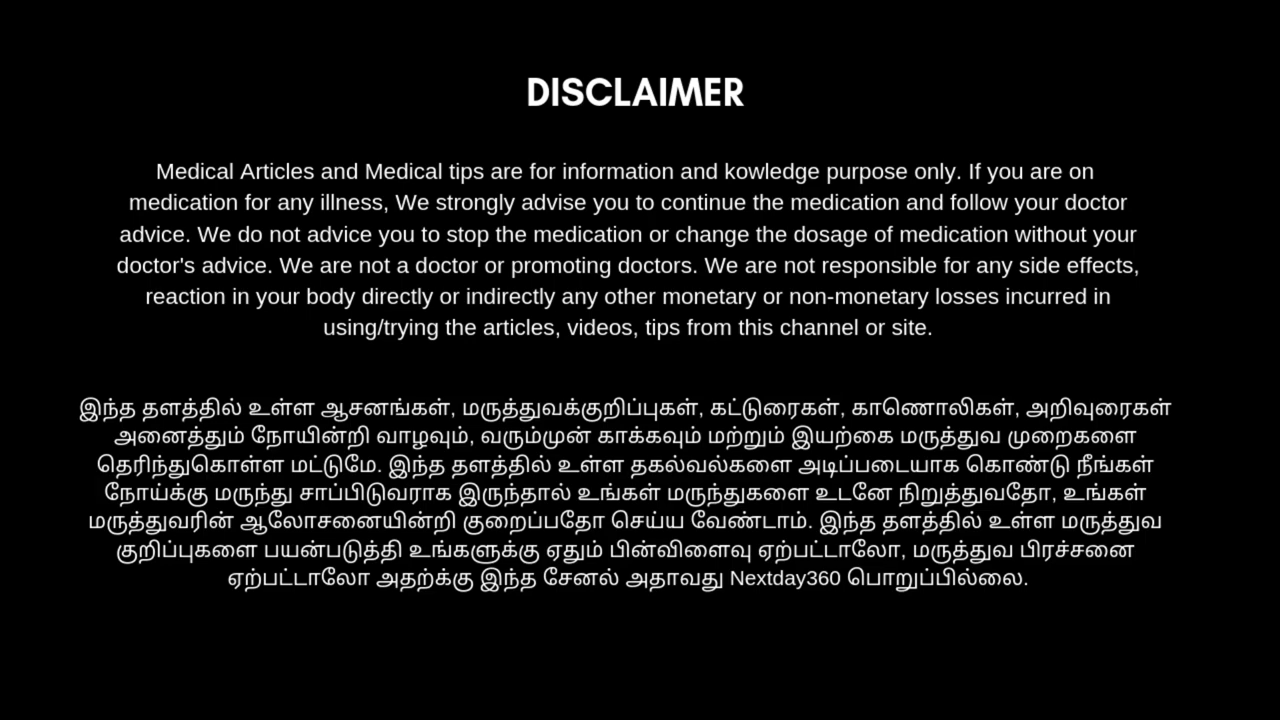 DISCLAIMER
Medical Articles and Medical tips are for information and kowledge purpose only. If you are on
medication for any illness, We strongly advise you to continue the medication and follow your doctor
advice. We do not advice you to stop the medication or change the dosage of medication without your
doctor's advice. We are not a doctor or promoting doctors. We are not responsible for any side effects,
reaction in your body directly or indirectly any other monetary or non-monetary losses incurred in
using/trying the articles, videos, tips from this channel or site.
இந்த தளத்தில் உள்ள ஆசனங்கள், மருத்துவக்குறிப்புகள், கட்டுரைகள், காணொலிகள், அறிவுரைகள்
அனைத்தும் நோயின்றி வாழவும், வரும்முன் காக்கவும் மற்றும் இயற்கை மருத்துவ முறைகளை
தெரிந்துகொள்ள மட்டுமே. இந்த தளத்தில் உள்ள தகல்வல்களை அடிப்படையாக கொண்டு நீங்கள்
நோய்க்கு மருந்து சாப்பிடுவராக இருந்தால் உங்கள் மருந்துகளை உடனே நிறுத்துவதோ, உங்கள்
மருத்துவரின் ஆலோசனையின்றி குறைப்பதோ செய்ய வேண்டாம். இந்த தளத்தில் உள்ள மருத்துவ
குறிப்புகளை பயன்படுத்தி உங்களுக்கு ஏதும் பின்விளைவு ஏற்பட்டாலோ, மருத்துவ பிரச்சனை
ஏற்பட்டாலோ அதற்க்கு இந்த சேனல் அதாவது Nextday360 பொறுப்பில்லை.